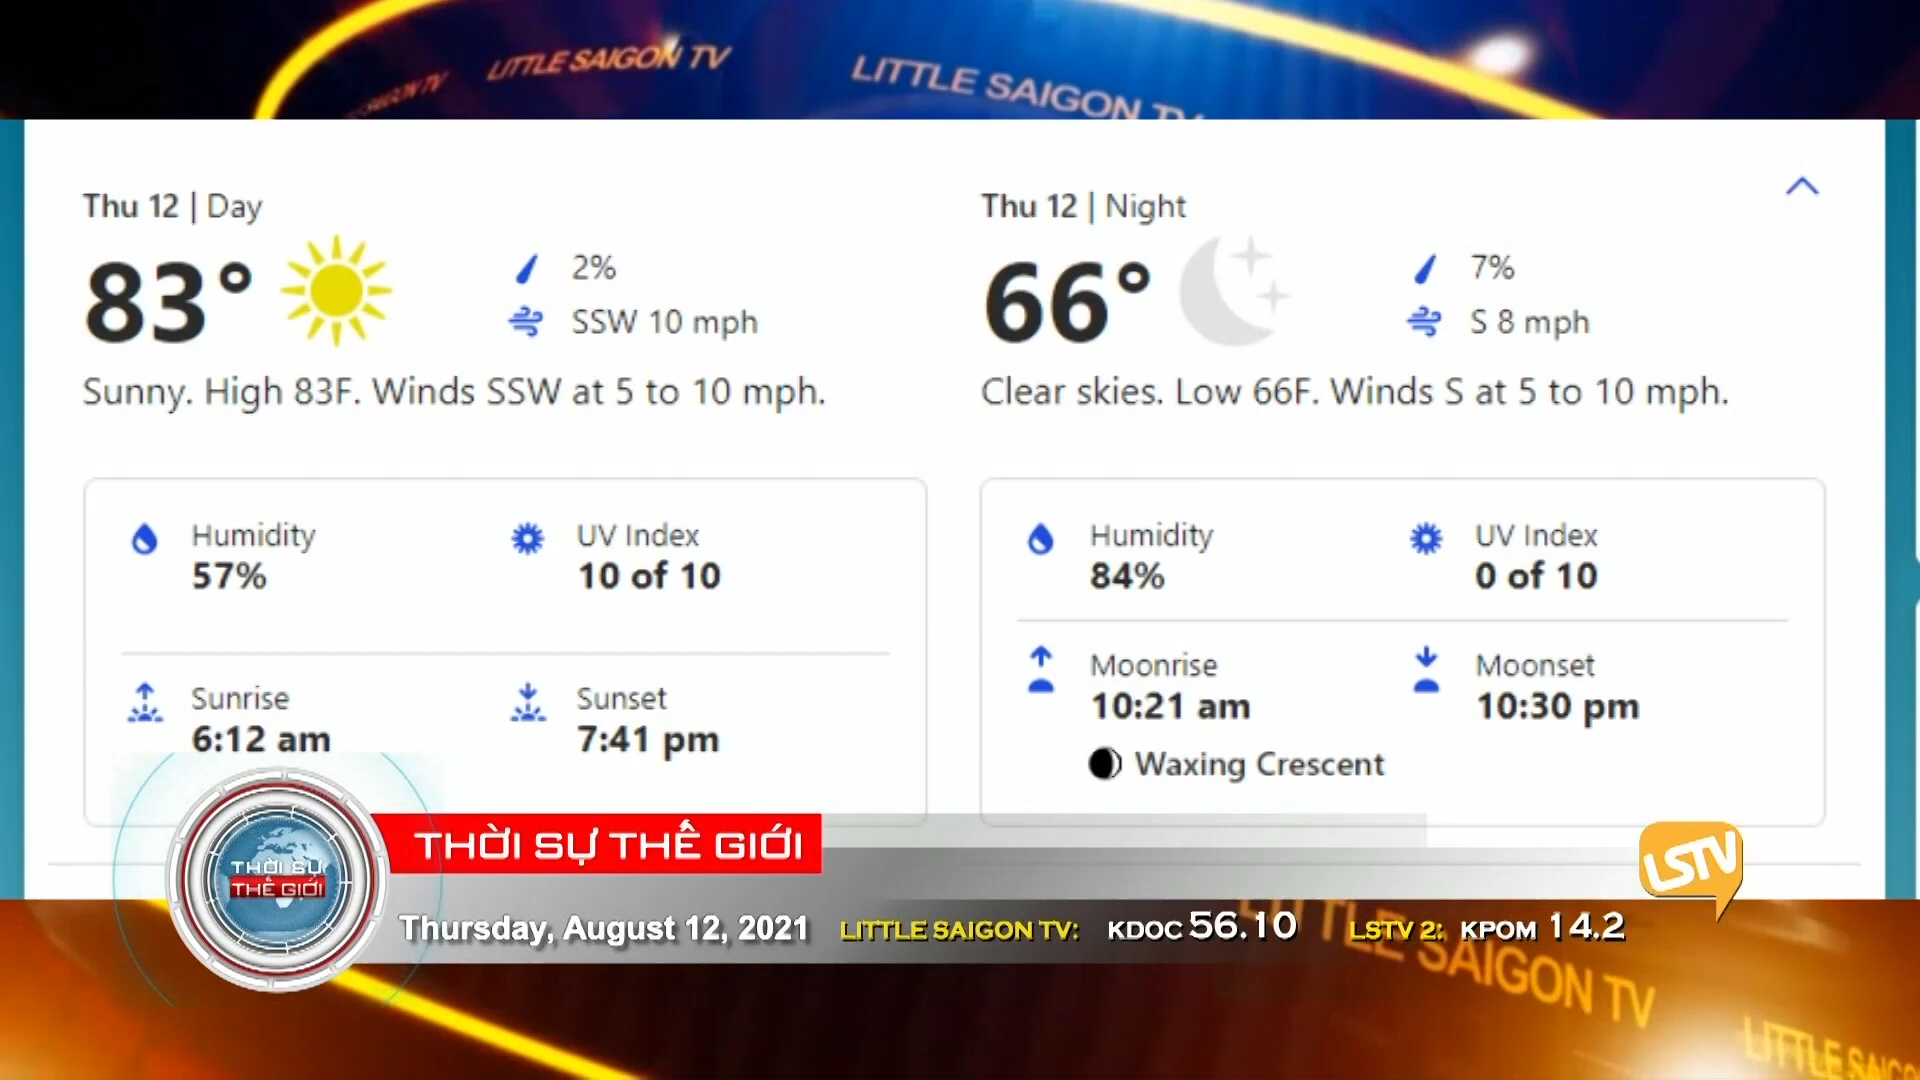 LITTLE SAIGON TV
LITTLE SAIGON TV
SAIGON TV
Thu 12 | Day
83°
2%
SSW 10 mph
Sunny. High 83F. Winds SSW at 5 to 10 mph.
Humidity
57%
UV Index
10 of 10
Sunrise
6:12 am
Sunset
7:41 pm
Thu 12 | Night
66°
7%
S 8 mph
Clear skies. Low 66F. Winds S at 5 to 10 mph.
Humidity
84%
UV Index
0 of 10
Moonrise
10:21 am
Moonset
10:30 pm
Waxing Crescent
THỜI SỰ THẾ GIỚI
THỜI SỰ
THẾ GIỚI
LSTV
Thursday, August 12, 2021 LITTLE SAIGON TV: KDOC 56.10 LSTV 2: KPOM 14.2
LITTLE SAIGON TV
LITTLE SAIGO